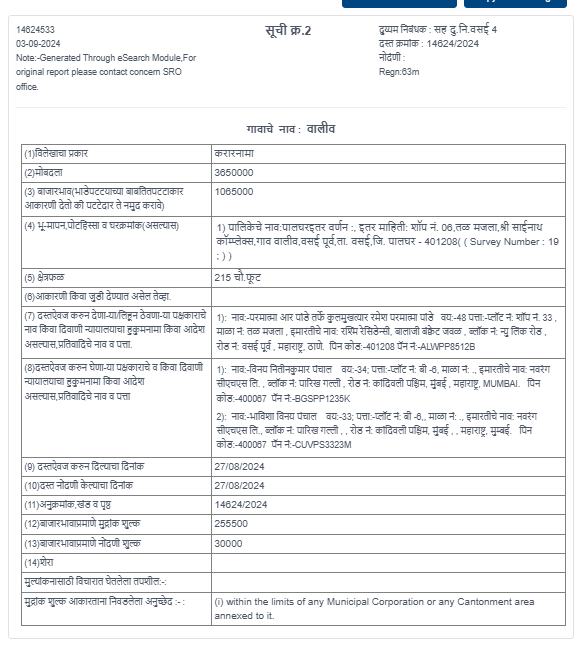 14624533
03-09-2024
Note:-Generated Through eSearch Module,For
original report please contact concern SRO
office.
सूची क्र.2
दुय्यम निबंधक : सह दु.नि.वसई 4
दस्त क्रमांक : 14624/2024
नोदंणी :
Regn:63m
गावाचे नाव : वालीव
(1)विलेखाचा प्रकार
करारनामा
(2)मोबदला
3650000
(3) बाजारभाव(भाडेपटटयाच्या बाबतितपटटाकार
आकारणी देतो की पटटेदार ते नमुद करावे)
1065000
(4) भू-मापन,पोटहिस्सा व घरक्रमांक(असल्यास)
1) पालिकेचे नाव:पालघरइतर वर्णन :, इतर माहिती: शॉप नं. 06,तळ मजला,श्री साईनाथ
कॉम्प्लेक्स,गाव वालीव,वसई पूर्व,ता. वसई,जि. पालघर - 401208( ( Survey Number : 19
; ) )
(5) क्षेत्रफळ
215 चौ.फूट
(6)आकारणी किंवा जुडी देण्यात असेल तेव्हा.
(7) दस्तऐवज करुन देणा-या/लिहून ठेवणा-या पक्षकाराचे
नाव किंवा दिवाणी न्यायालयाचा हुकुमनामा किंवा आदेश
असल्यास,प्रतिवादिचे नाव व पत्ता.
1): नाव:-परमात्मा आर पांडे तर्फे कुलमुखत्यार रमेश परमात्मा पांडे वय:-48 पत्ता:-प्लॉट नं: शॉप नं. 33 ,
माळा नं: तळ मजला , इमारतीचे नाव: रश्मि रेसिडेन्सी, बालाजी बँक्वेट जवळ , ब्लॉक नं: न्यु लिंक रोड ,
रोड नं: वसई पूर्व , महाराष्ट्र, ठाणे. पिन कोड:-401208 पॅन नं:-ALWPP8512B
(8)दस्तऐवज करुन घेणा-या पक्षकाराचे व किंवा दिवाणी
न्यायालयाचा हुकुमनामा किंवा आदेश
असल्यास,प्रतिवादिचे नाव व पत्ता
1): नाव:-विनय नितीनकुमार पंचाल वय:-34; पत्ता:-प्लॉट नं: बी -6, माळा नं: ., इमारतीचे नाव: नवरंग
सीएचएस लि. , ब्लॉक नं: पारिख गल्ली , रोड नं: कांदिवली पश्चिम, मुंबई , महाराष्ट्र, MUMBAI. पिन
कोड:-400067 पॅन नं:-BGSPP1235K
2): नाव:-भाविशा विनय पंचाल वय:-33; पत्ता:-प्लॉट नं: बी -6,, माळा नं: ., इमारतीचे नाव: नवरंग
सीएचएस लि., ब्लॉक नं: पारिख गल्ली , , रोड नं: कांदिवली पश्चिम, मुंबई , , महाराष्ट्र, मुम्बई. पिन
कोड:-400067 पॅन नं:-CUVPS3323M
(9) दस्तऐवज करुन दिल्याचा दिनांक
27/08/2024
(10)दस्त नोंदणी केल्याचा दिनांक
27/08/2024
(11)अनुक्रमांक,खंड व पृष्ठ
14624/2024
(12)बाजारभावाप्रमाणे मुद्रांक शुल्क
255500
(13)बाजारभावाप्रमाणे नोंदणी शुल्क
30000
(14)शेरा
मुल्यांकनासाठी विचारात घेतलेला तपशील:-:
मुद्रांक शुल्क आकारताना निवडलेला अनुच्छेद :- :
(i) within the limits of any Municipal Corporation or any Cantonment area
annexed to it.